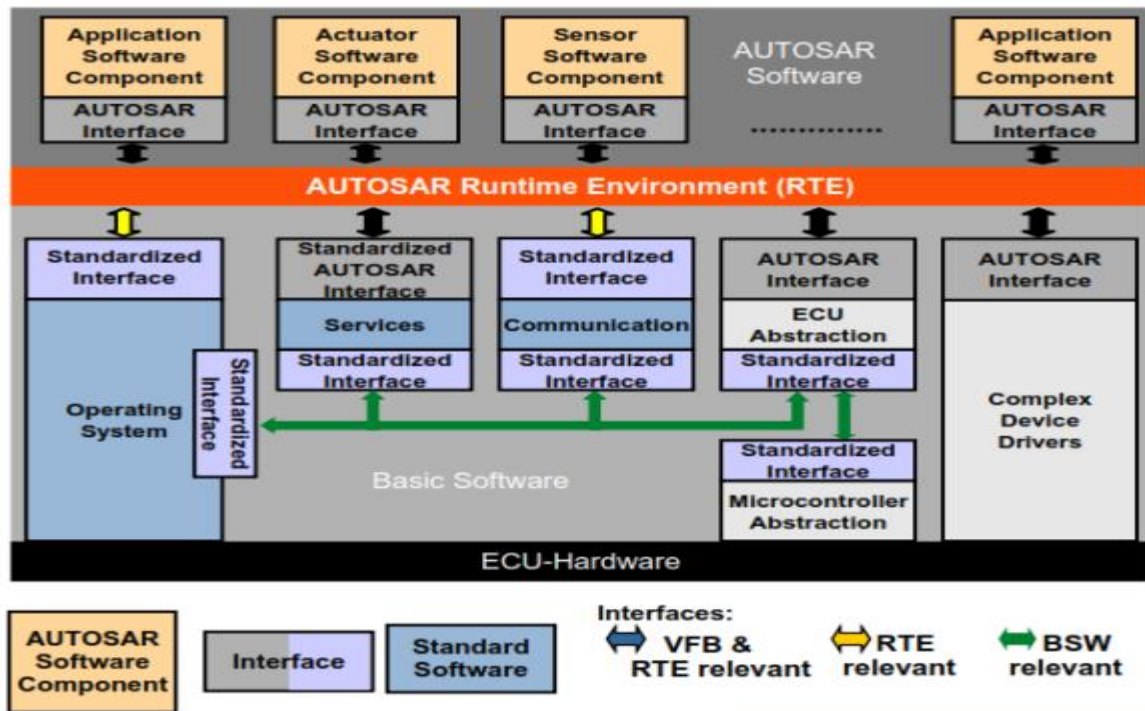 Application
Software
Component
AUTOSAR
Interface
Actuator
Software
Component
AUTOSAR
Interface
Sensor
Software
Component
AUTOSAR
Interface
AUTOSAR
Software
..............
Application
Software
Component
AUTOSAR
Interface
AUTOSAR Runtime Environment (RTE)
Standardized
Interface
Operating
System
Standardized
Interface
Standardized
AUTOSAR
Interface
Services
Standardized
Interface
Standardized
Interface
Communication
Standardized
Interface
AUTOSAR
Interface
ECU
Abstraction
Standardized
Interface
Standardized
Interface
Microcontroller
Abstraction
AUTOSAR
Interface
Complex
Device
Drivers
Basic Software
ECU-Hardware
AUTOSAR
Software
Component
Interface
Standard
Software
Interfaces:
VFB &
RTE relevant
RTE
relevant
BSW
relevant